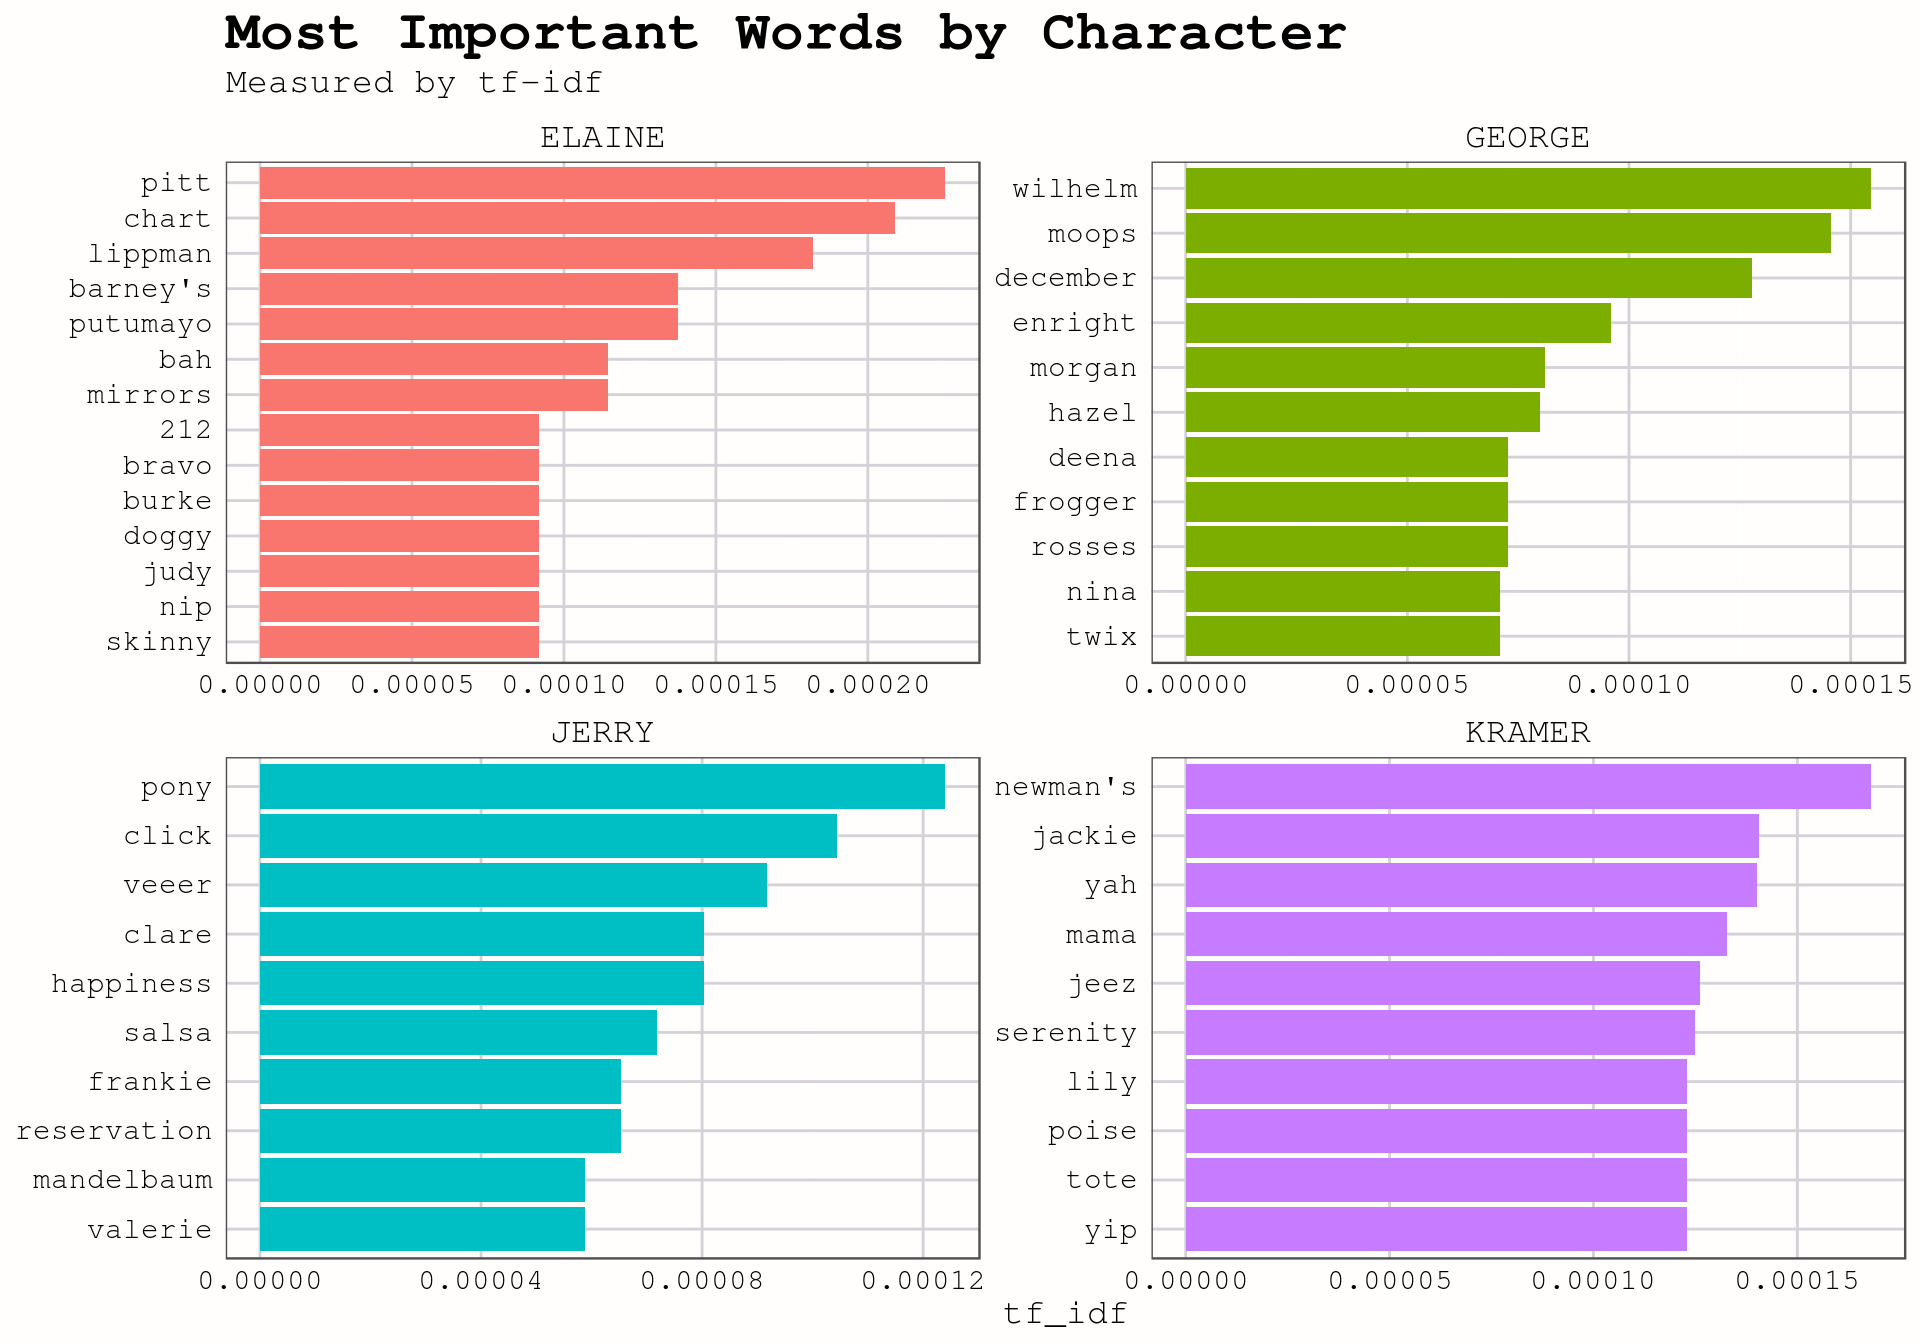 Most Important Words by Character
Measured by tf-idf
ELAINE
pitt
chart
lippman
barney's
putumayo
bah
mirrors
212
bravo
burke
doggy
judy
nip
skinny
0.00000 0.00005 0.00010 0.00015 0.00020
GEORGE
wilhelm
moops
december
enright
morgan
hazel
deena
frogger
rosses
nina
twix
0.00000 0.00005 0.00010 0.00015
JERRY
pony
click
veeer
clare
happiness
salsa
frankie
reservation
mandelbaum
valerie
0.00000 0.00004 0.00008 0.00012
KRAMER
newman's
jackie
yah
mama
jeez
serenity
lily
poise
tote
yip
0.00000 0.00005 0.00010 0.00015
tf_idf